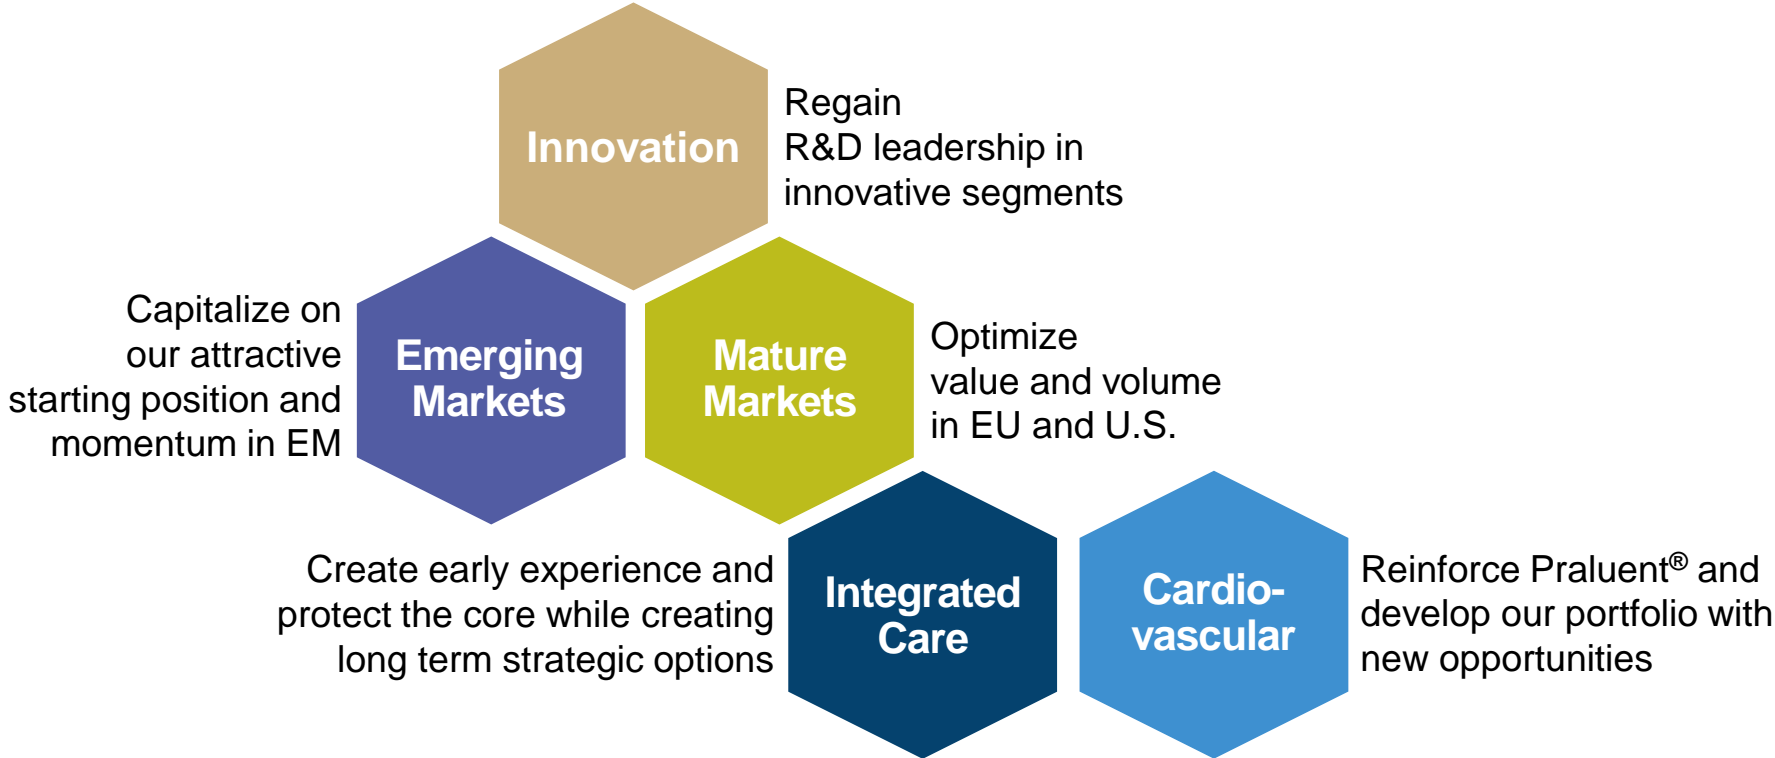 Innovation
Regain
R&D leadership in
innovative segments
Capitalize on
our attractive
starting position and
momentum in EM
Emerging
Markets
Mature
Markets
Optimize
value and volume
in EU and U.S.
Create early experience and
protect the core while creating
long term strategic options
Integrated
Care
Cardio-
vascular
Reinforce Praluent® and
develop our portfolio with
new opportunities